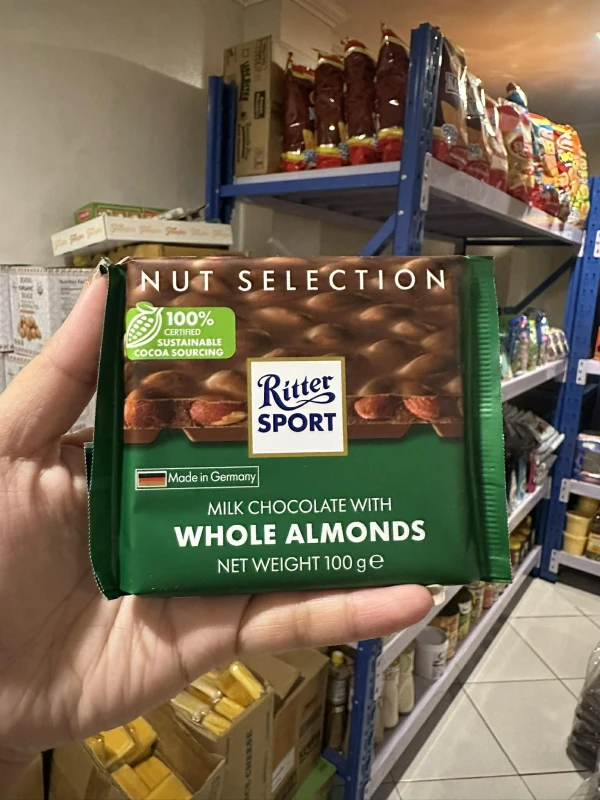 NUT SELECTION
100%
CERTIFIED
SUSTAINABLE
COCOA SOURCING
Ritter
SPORT
Made in Germany
MILK CHOCOLATE WITH
WHOLE ALMONDS
NET WEIGHT 100 g e